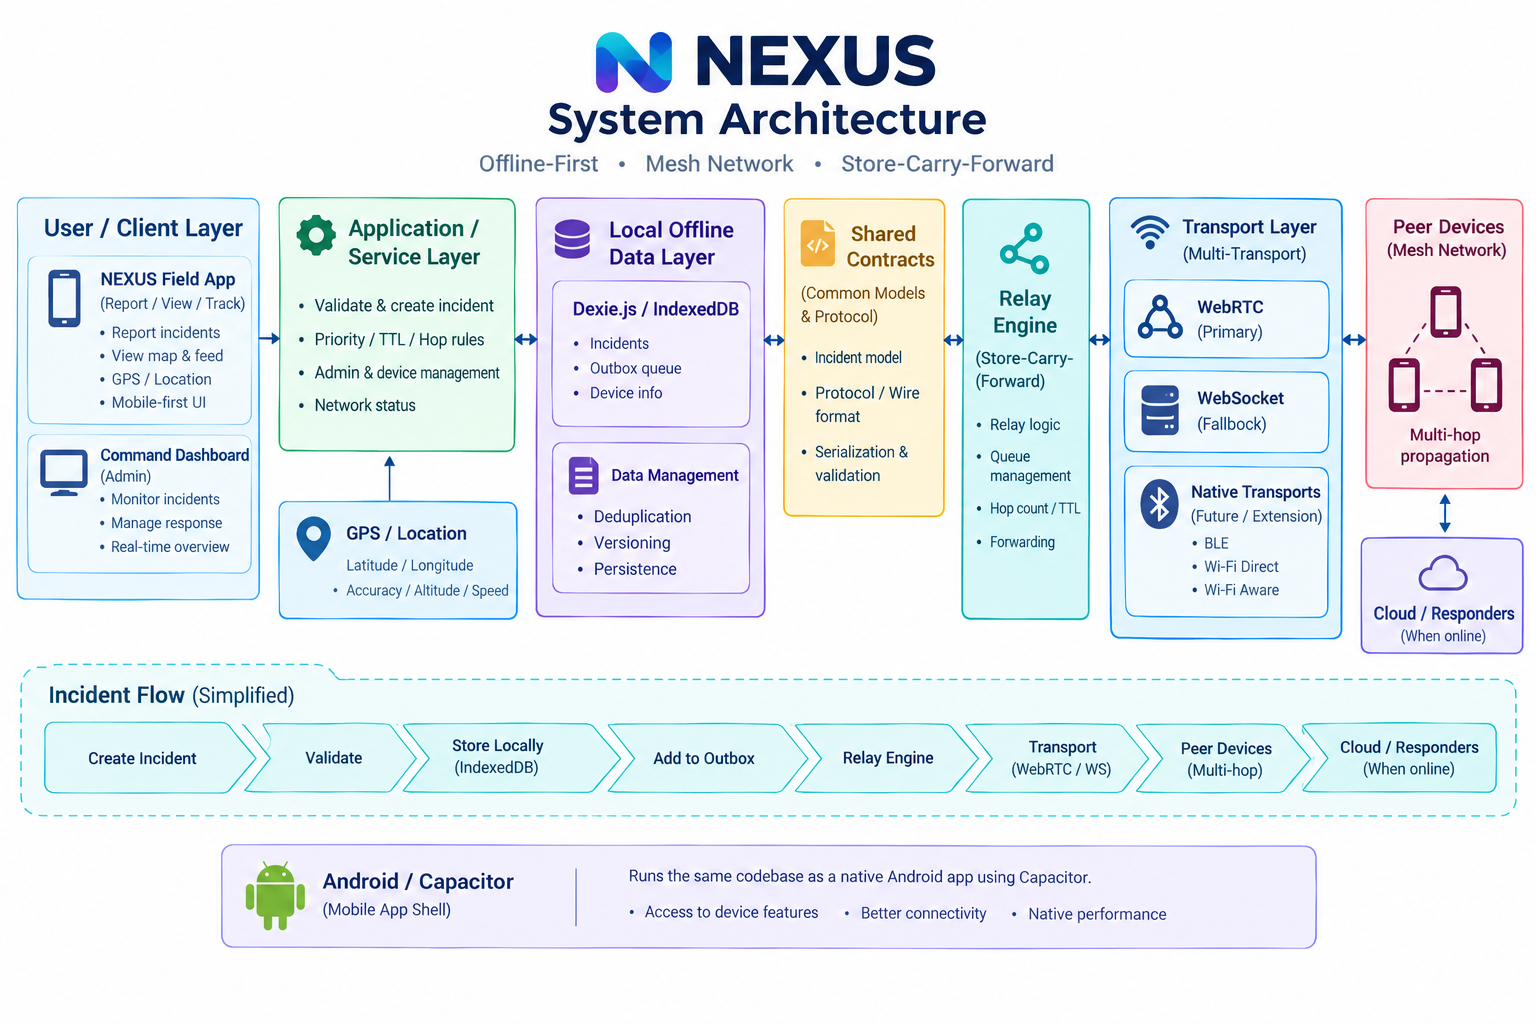 NEXUS
System Architecture
Offline-First • Mesh Network • Store-Carry-Forward
User / Client Layer
NEXUS Field App
(Report / View / Track)
• Report incidents
• View map & feed
• GPS / Location
• Mobile-first UI
Command Dashboard
(Admin)
• Monitor incidents
• Manage response
• Real-time overview
Application /
Service Layer
• Validate & create incident
• Priority / TTL / Hop rules
• Admin & device management
• Network status
GPS / Location
Latitude / Longitude
• Accuracy / Altitude / Speed
Local Offline
Data Layer
Dexie.js / IndexedDB
• Incidents
• Outbox queue
• Device info
Data Management
• Deduplication
• Versioning
• Persistence
Shared
Contracts
(Common Models
& Protocol)
• Incident model
• Protocol / Wire
format
• Serialization &
validation
Relay
Engine
(Store-Carry-
(Forward)
• Relay logic
• Queue
management
• Hop count / TTL
• Forwarding
Transport Layer
(Multi-Transport)
WebRTC
(Primary)
WebSocket
(Fallbock)
Native Transports
(Future / Extension)
• BLE
• Wi-Fi Direct
• Wi-Fi Aware
Peer Devices
(Mesh Network)
Multi-hop
propagation
Cloud / Responders
(When online)
Incident Flow (Simplified)
Create Incident
Validate
Store Locally
(IndexedDB)
Add to Outbox
Relay Engine
Transport
(WebRTC / WS)
Peer Devices
(Multi-hop)
Cloud / Responders
(When online)
Android / Capacitor
(Mobile App Shell)
Runs the same codebase as a native Android app using Capacitor.
• Access to device features • Better connectivity • Native performance